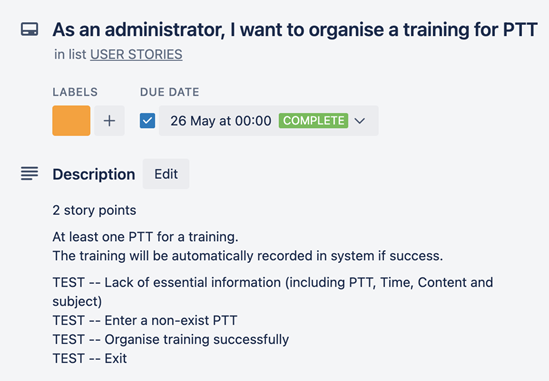 As an administrator, I want to organise a training for PTT
in list USER STORIES
LABELS
DUE DATE
26 May at 00:00 COMPLETE
Description
Edit
2 story points
At least one PTT for a training.
The training will be automatically recorded in system if success.
TEST -- Lack of essential information (including PTT, Time, Content and
subject)
TEST -- Enter a non-exist PTT
TEST -- Organise training successfully
TEST -- Exit